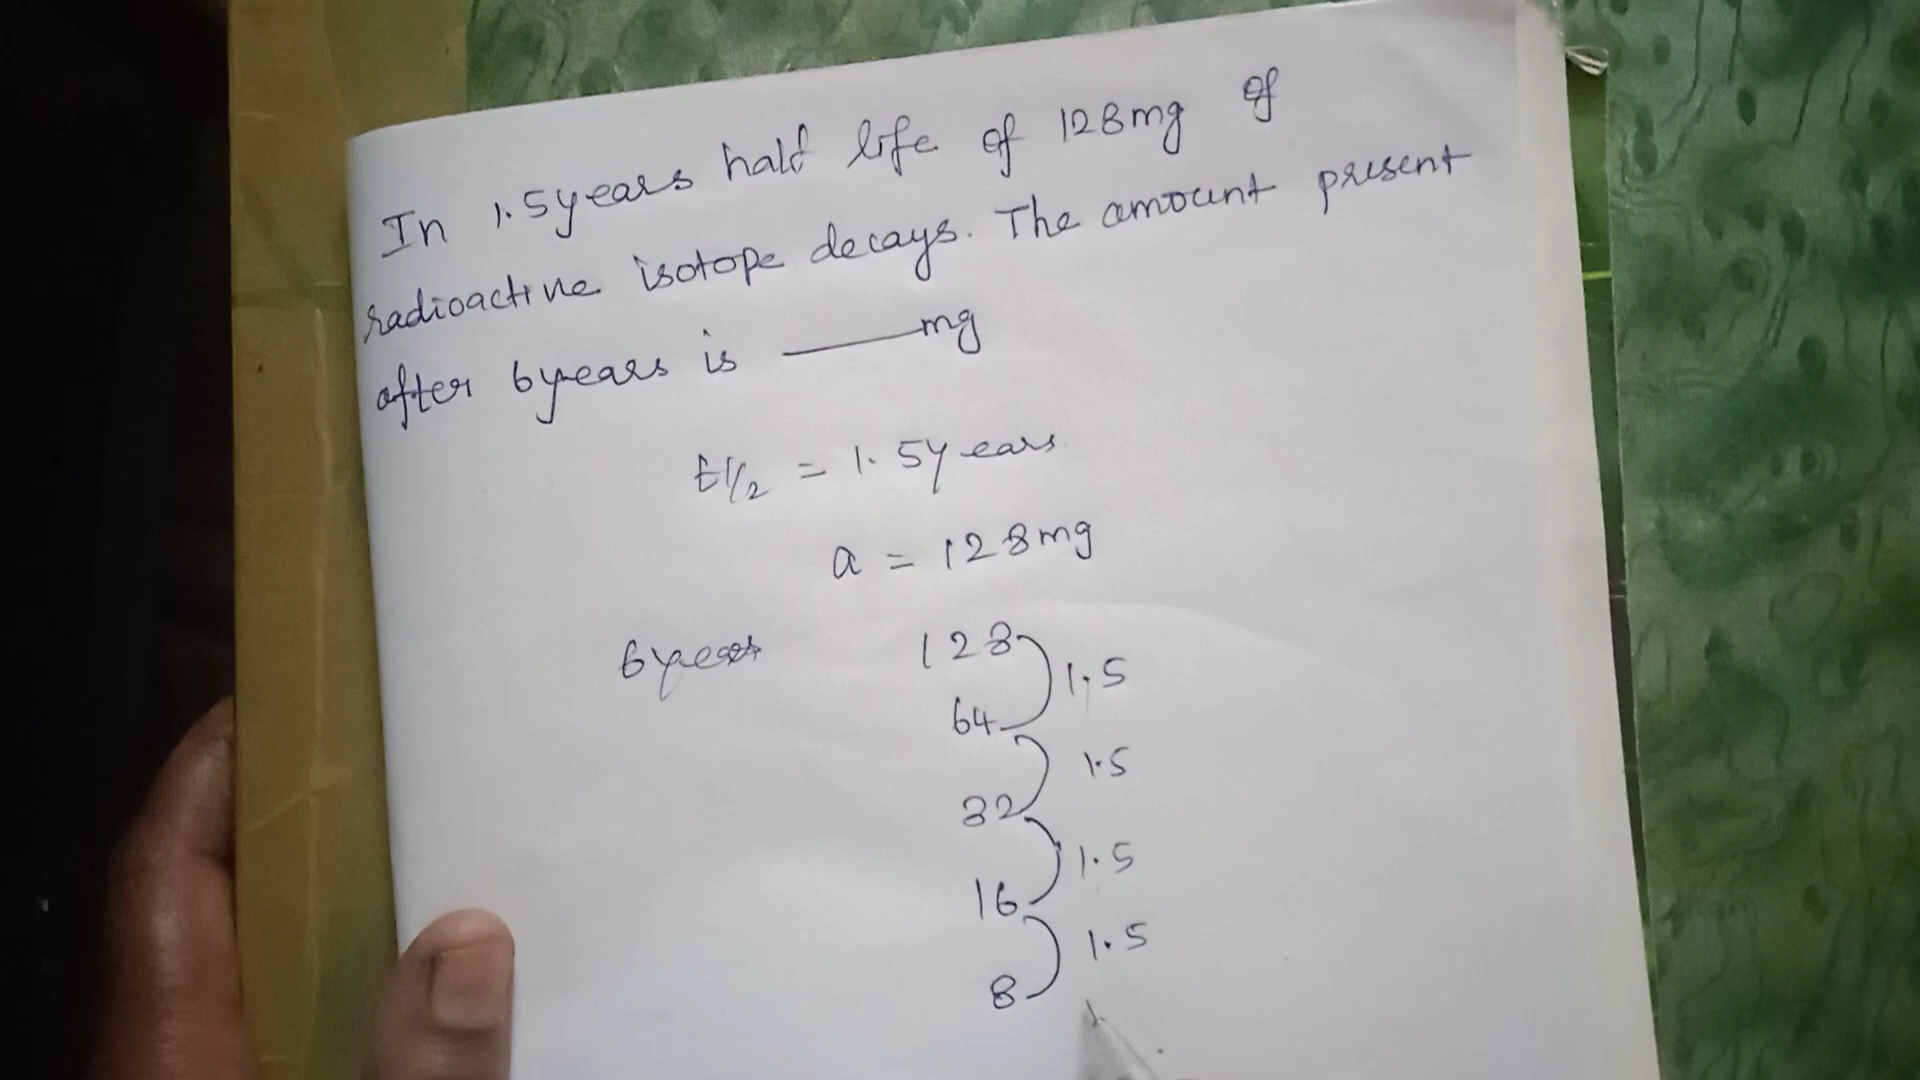 In 1.5years half life of 128mg of
radioactive isotope decays. The amount present
after 6years is ———mg
t1/2 = 1.5years
a = 128mg
6years 128
1.5
64
1.5
32
1.5
16
1.5
8